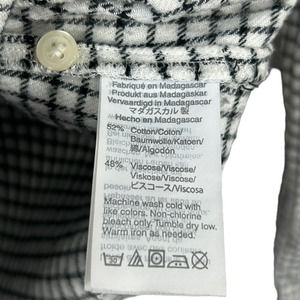 Fabriqué en Madagascar
Produkt aus Madagaskar
Vervaardigd in Madagascar
マダガスカル 製
Hecho en Madagascar
52% Cotton/Coton/
Baumwolle/Katoen/
綿/Algodón
48% Viscose/Viscose/
Viskose/Viscose/
ビスコース/Viscosa
Machine wash cold with
like colors. Non-chlorine
bleach only. Tumble dry low.
Warm iron as needed.